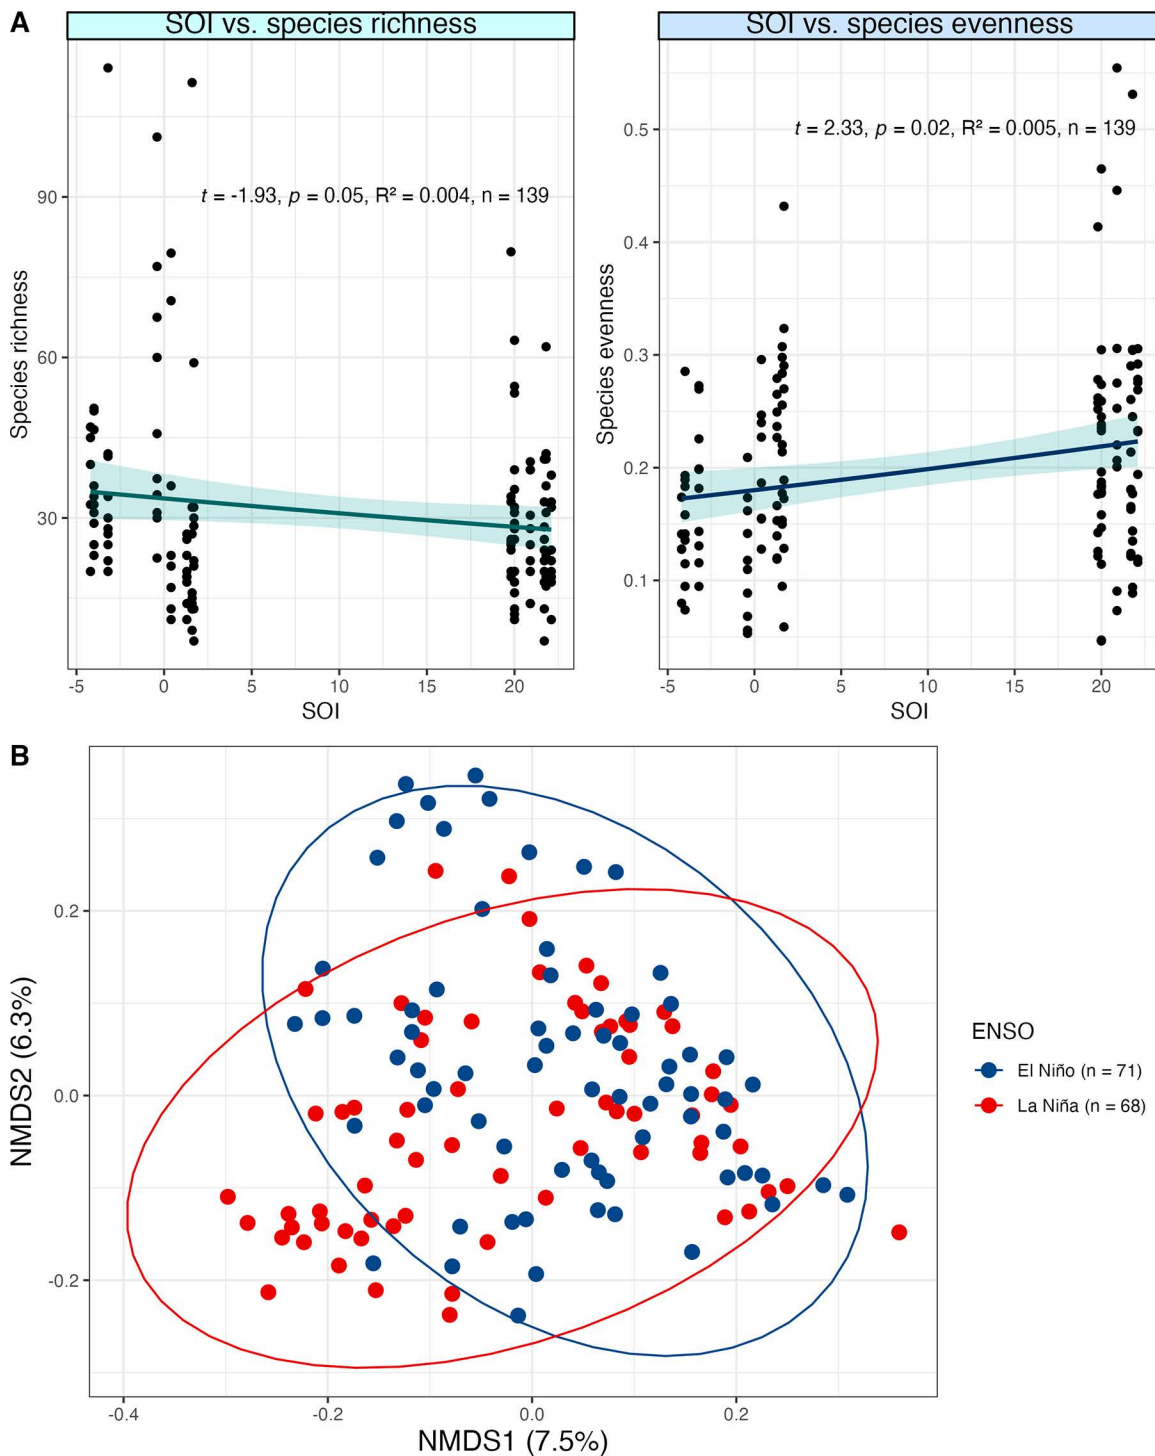 A
SOI vs. species richness
t = -1.93, p = 0.05, R² = 0.004, n = 139
Species richness
90
60
30
-5 0 5 10 15 20
SOI
SOI vs. species evenness
t = 2.33, p = 0.02, R² = 0.005, n = 139
Species evenness
0.5
0.4
0.3
0.2
0.1
-5 0 5 10 15 20
SOI
B
NMDS2 (6.3%)
0.2
0.0
-0.2
-0.4 -0.2 0.0 0.2
NMDS1 (7.5%)
ENSO
El Niño (n = 71)
La Niña (n = 68)